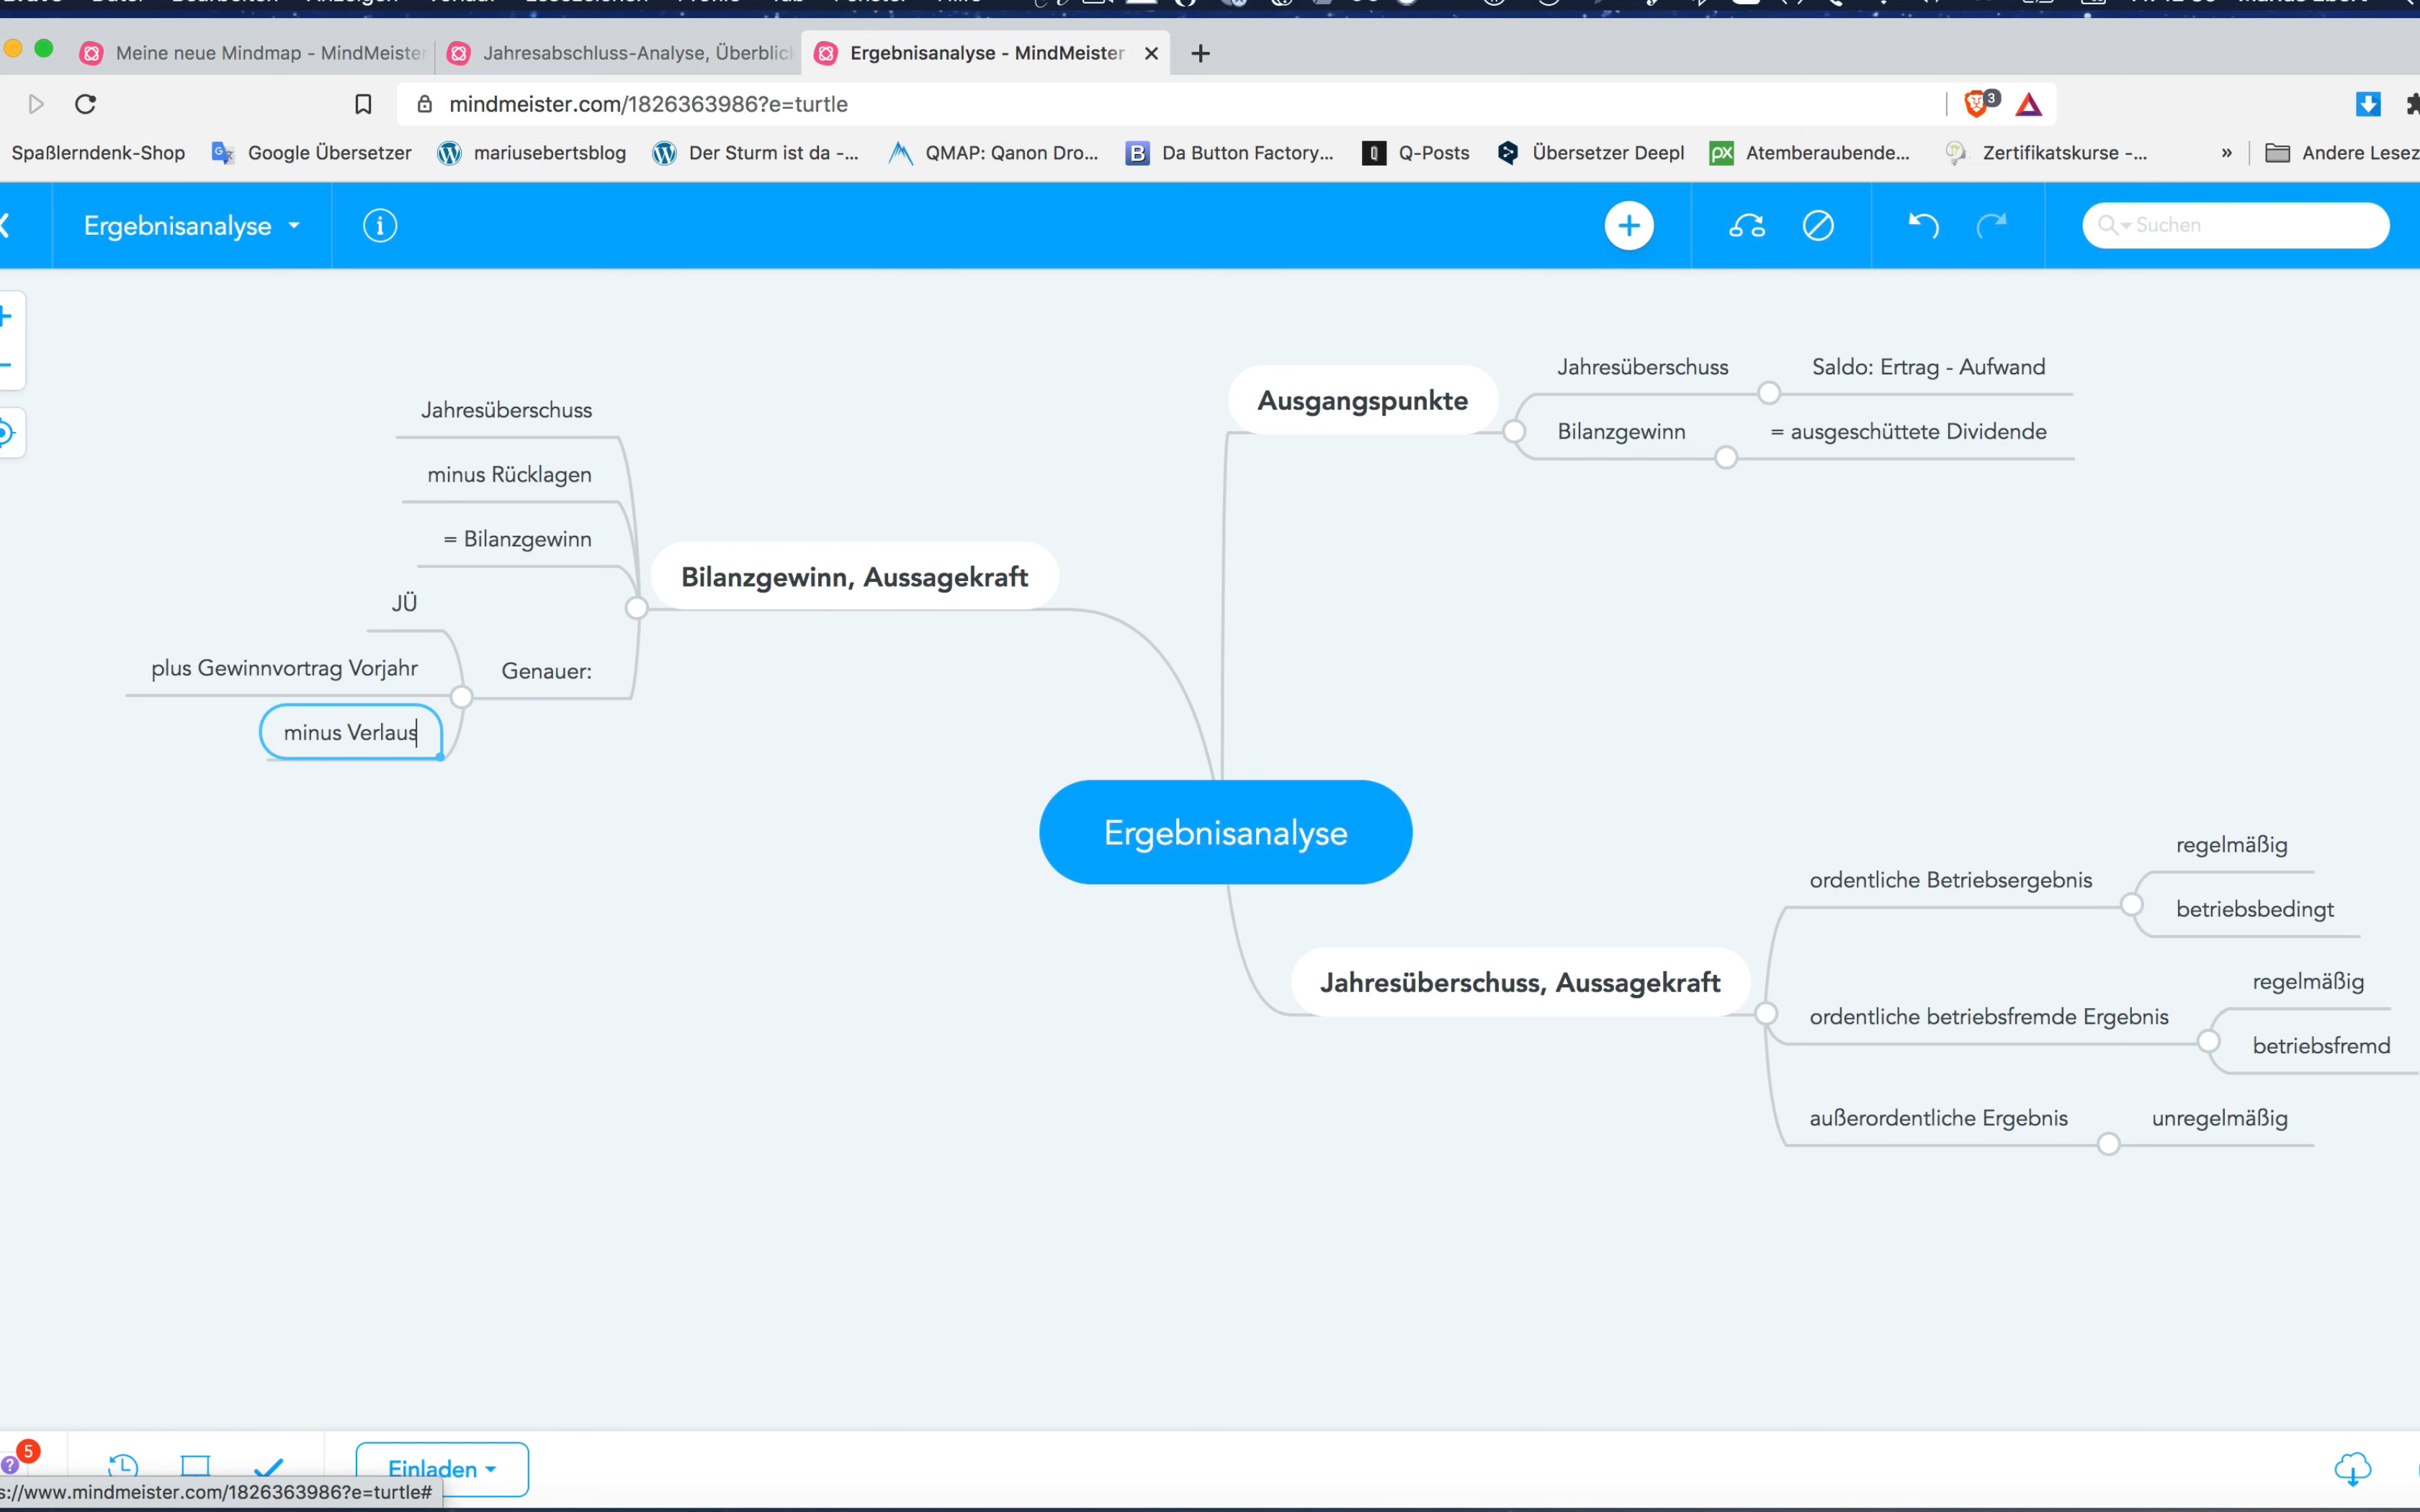 Meine neue Mindmap - MindMeister
Jahresabschluss-Analyse, Überblick
Ergebnisanalyse - MindMeister
mindmeister.com/1826363986?e=turtle
3
Spaßlerndenk-Shop
Google Übersetzer
mariusebertsblog
Der Sturm ist da -...
QMAP: Qanon Dro...
Da Button Factory...
Q-Posts
Übersetzer Deepl
Atemberaubende...
Zertifikatskurse -...
»
Andere Lesez
Ergebnisanalyse
Suchen
Ausgangspunkte
Jahresüberschuss
Saldo: Ertrag - Aufwand
Bilanzgewinn
= ausgeschüttete Dividende
Jahresüberschuss
minus Rücklagen
= Bilanzgewinn
Bilanzgewinn, Aussagekraft
JÜ
plus Gewinnvortrag Vorjahr
Genauer:
minus Verlaus
Ergebnisanalyse
Jahresüberschuss, Aussagekraft
ordentliche Betriebsergebnis
regelmäßig
betriebsbedingt
ordentliche betriebsfremde Ergebnis
regelmäßig
betriebsfremd
außerordentliche Ergebnis
unregelmäßig
5
Einladen
s://www.mindmeister.com/1826363986?e=turtle#